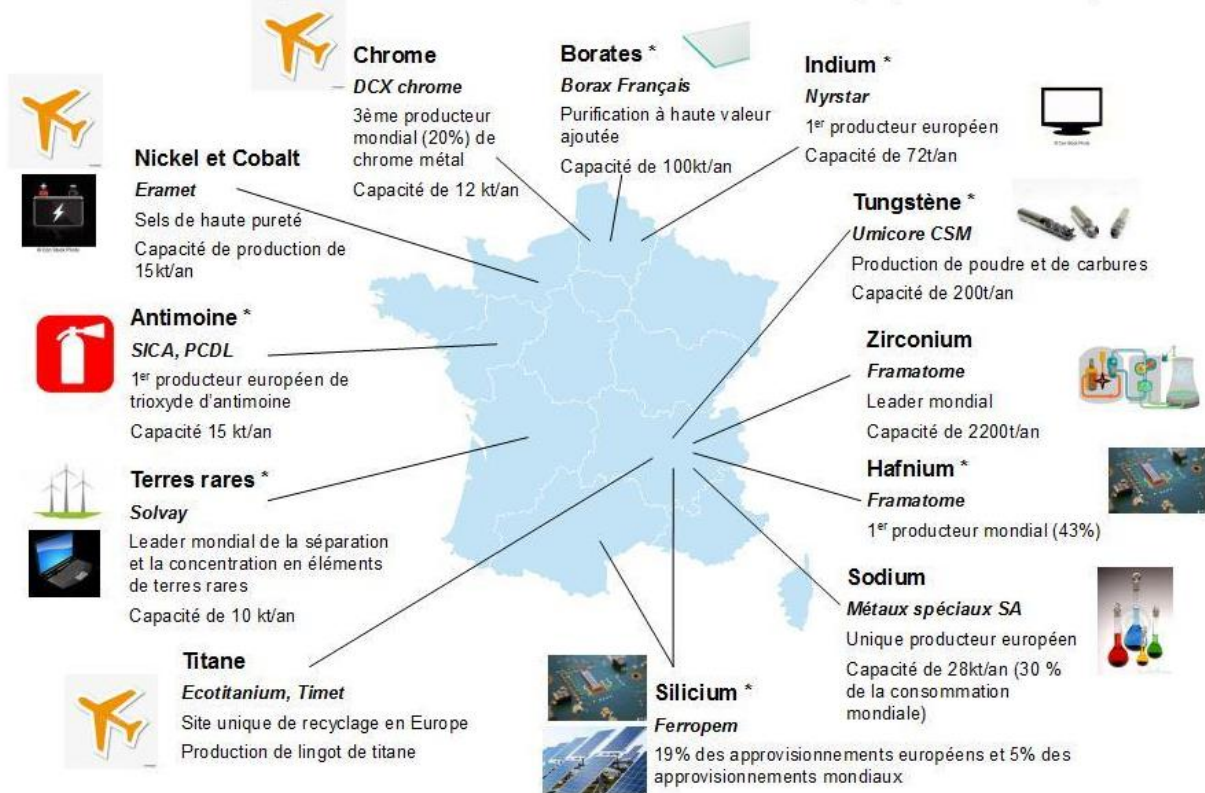 Chrome
DCX chrome
3ème producteur
mondial (20%) de
chrome métal
Capacité de 12 kt/an
Borates *
Borax Français
Purification à haute valeur
ajoutée
Capacité de 100kt/an
Indium *
Nyrstar
1er producteur européen
Capacité de 72t/an
Nickel et Cobalt
Eramet
Sels de haute pureté
Capacité de production de
15kt/an
Tungstène *
Umicore CSM
Production de poudre et de carbures
Capacité de 200t/an
Antimoine *
SICA, PCDL
1er producteur européen de
trioxyde d'antimoine
Capacité 15 kt/an
Zirconium
Framatome
Leader mondial
Capacité de 2200t/an
Terres rares *
Solvay
Leader mondial de la séparation
et la concentration en éléments
de terres rares
Capacité de 10 kt/an
Hafnium *
Framatome
1er producteur mondial (43%)
Sodium
Métaux spéciaux SA
Unique producteur européen
Capacité de 28kt/an (30 %
de la consommation
mondiale)
Titane
Ecotitanium, Timet
Site unique de recyclage en Europe
Production de lingot de titane
Silicium *
Ferropem
19% des approvisionnements européens et 5% des
approvisionnements mondiaux